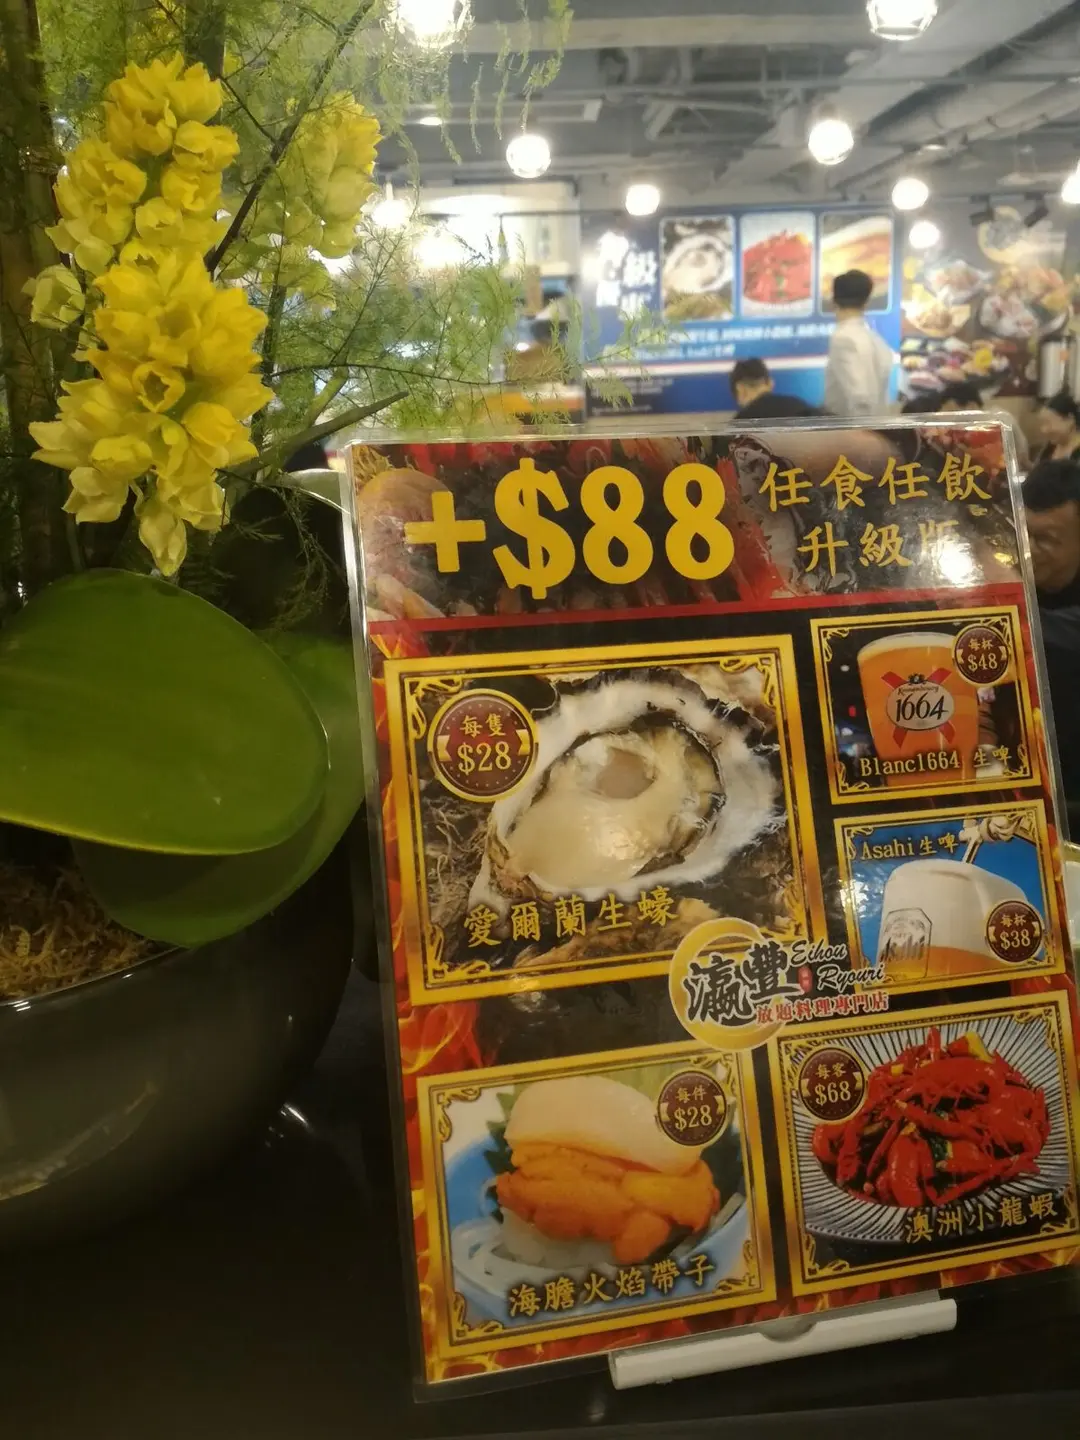 +$88
任食任飲
升級版
每隻
$28
愛爾蘭生蠔
每杯
$48
Kronenbourg
1664
Blanc1664 生啤
Asahi生啤
每杯
$38
瀛豐
Eihou
Ryouri
放題料理專門店
每件
$28
海膽火焰帶子
每客
$68
澳洲小龍蝦